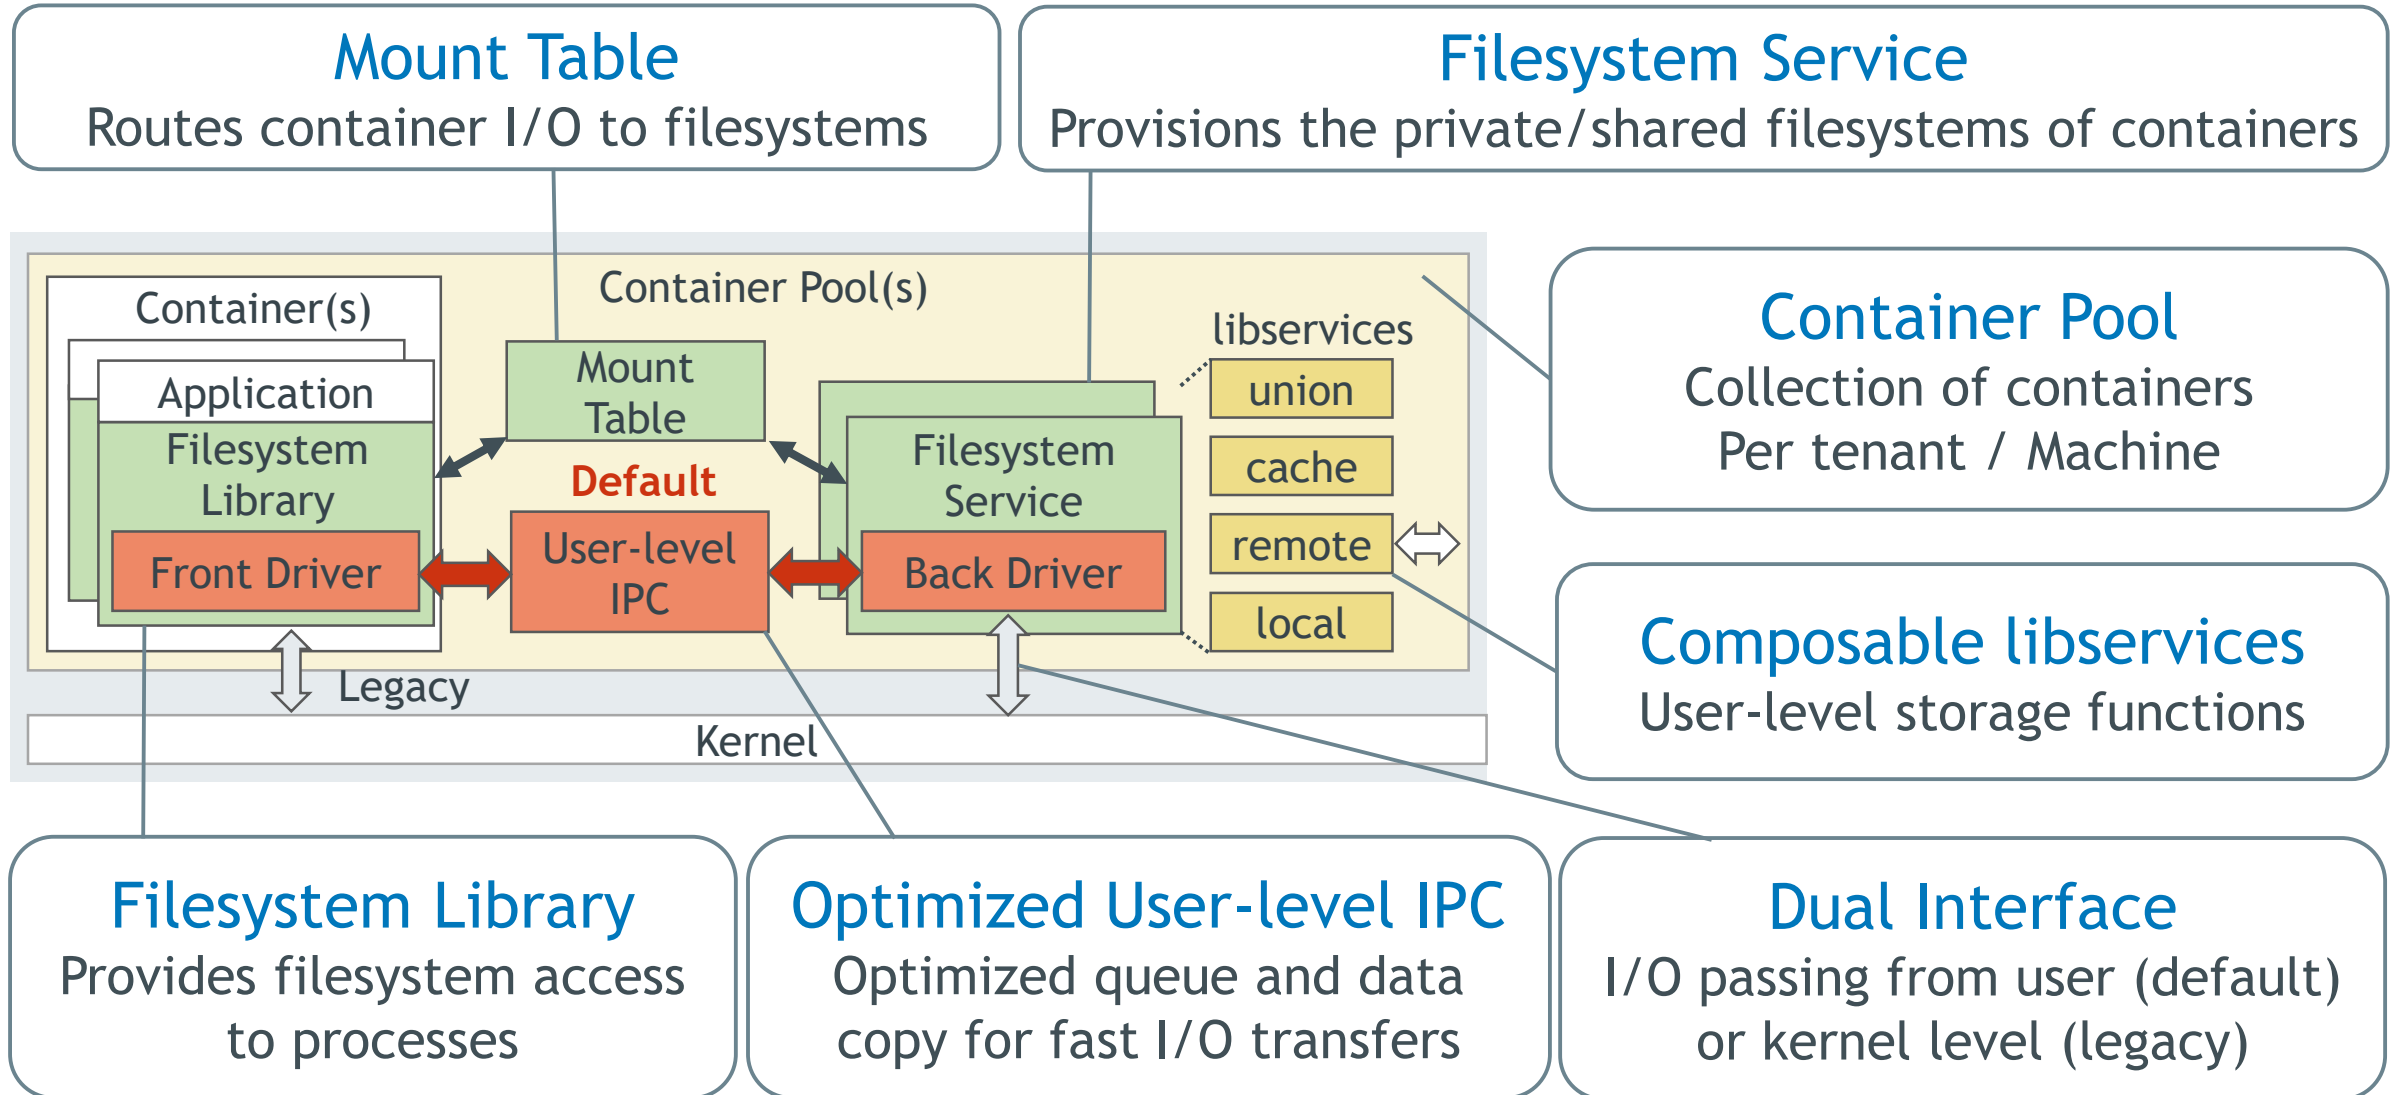 Mount Table
Routes container I/O to filesystems
Filesystem Service
Provisions the private/shared filesystems of containers
Container(s)
Application
Filesystem
Library
Front Driver
Container Pool(s)
Mount
Table
Default
User-level
IPC
Filesystem
Service
Back Driver
libservices
union
cache
remote
local
Legacy
Kernel
Container Pool
Collection of containers
Per tenant / Machine
Composable libservices
User-level storage functions
Filesystem Library
Provides filesystem access
to processes
Optimized User-level IPC
Optimized queue and data
copy for fast I/O transfers
Dual Interface
I/O passing from user (default)
or kernel level (legacy)